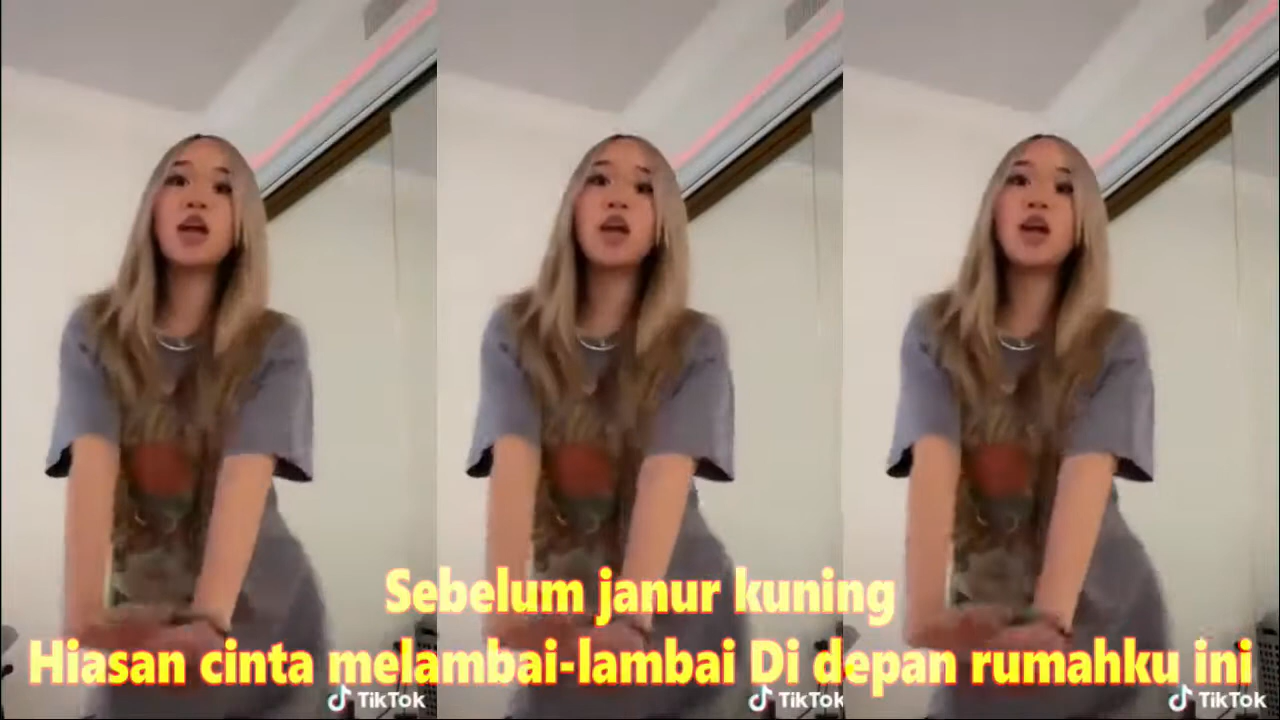 Sebelum janur kuning
Hiasan cinta melambai-lambai Di depan rumahku ini
TikTok
TikTok
TikTok